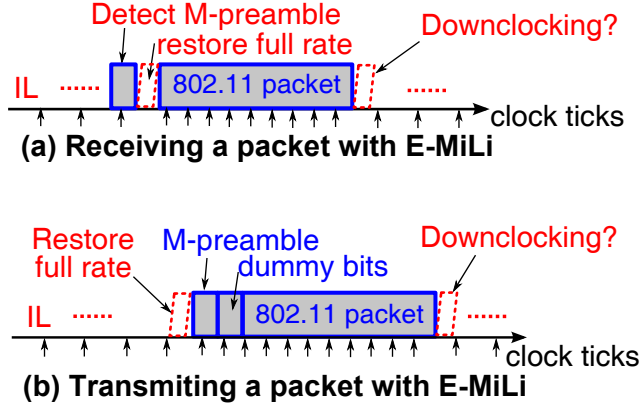 Detect M-preamble
restore full rate
Downclocking?
IL ...... 802.11 packet ......
clock ticks
(a) Receiving a packet with E-MiLi
Restore
full rate
M-preamble
dummy bits
Downclocking?
IL ...... 802.11 packet ......
clock ticks
(b) Transmiting a packet with E-MiLi